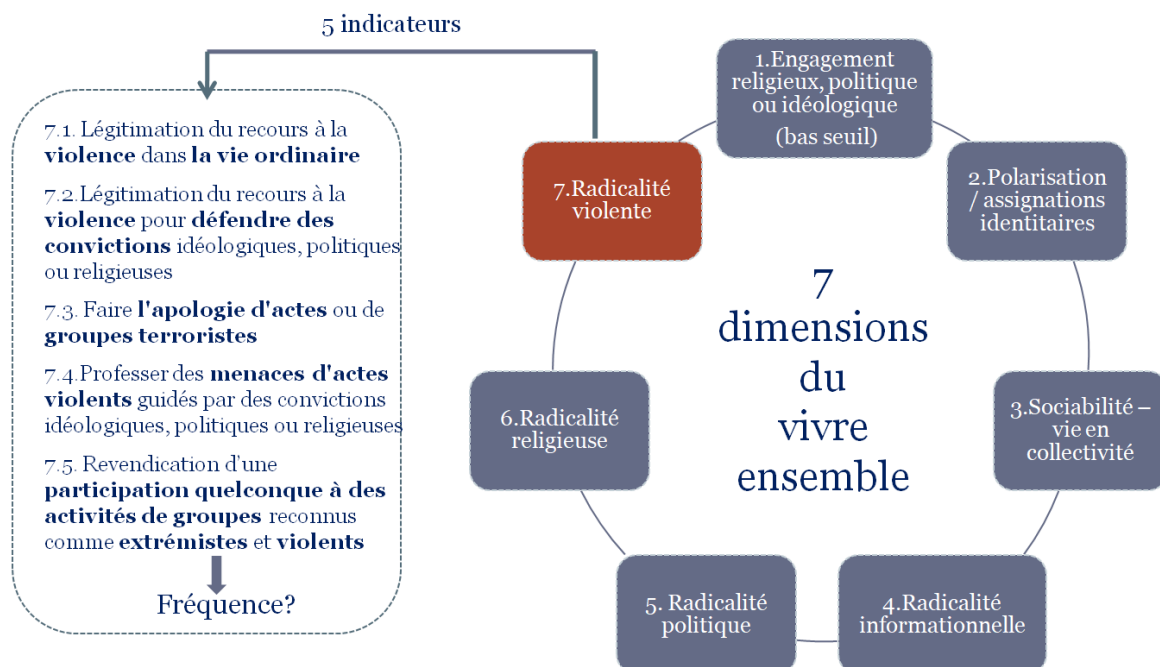 5 indicateurs
7.1. Légitimation du recours à la
violence dans la vie ordinaire
7.2.Légitimation du recours à la
violence pour défendre des
convictions idéologiques, politiques
ou religieuses
7.3. Faire l'apologie d'actes ou de
groupes terroristes
7.4.Professer des menaces d'actes
violents guidés par des convictions
idéologiques, politiques ou religieuses
7.5. Revendication d’une
participation quelconque à des
activités de groupes reconnus
comme extrémistes et violents
Fréquence?
1.Engagement
religieux, politique
ou idéologique
(bas seuil)
2.Polarisation
/ assignations
identitaires
3.Sociabilité –
vie en
collectivité
4.Radicalité
informationnelle
5. Radicalité
politique
6.Radicalité
religieuse
7.Radicalité
violente
7
dimensions
du
vivre
ensemble